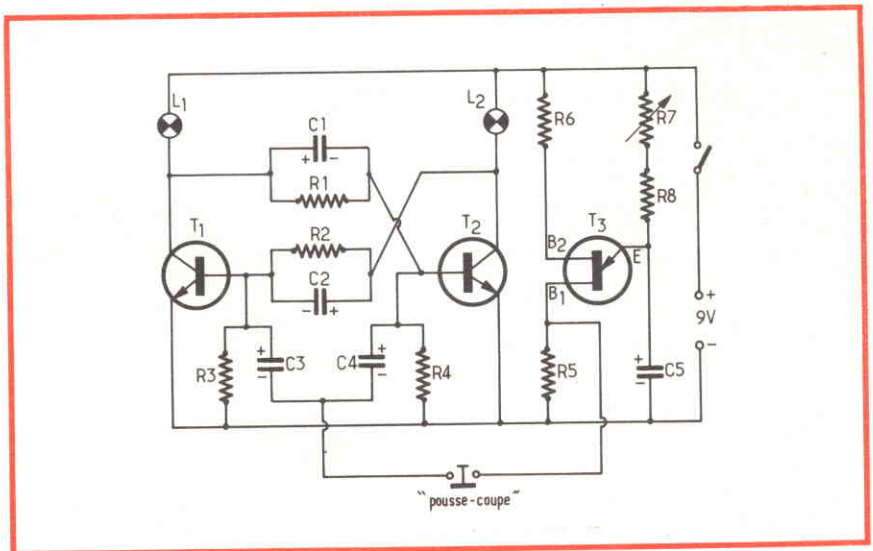 L1
L2
C1
+ -
R1
R2
C2
- +
T1
T2
R3
+
C3
-
C4
+
-
R4
R6
R7
R8
T3
B2
E
B1
R5
+
C5
-
+
9V
-
"pousse-coupe"